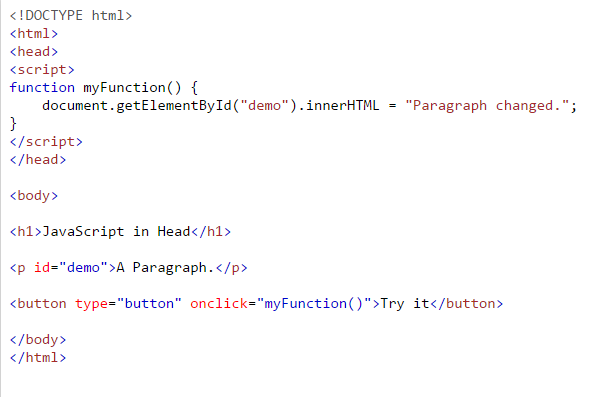 <!DOCTYPE html>
<html>
<head>
<script>
function myFunction() {
    document.getElementById("demo").innerHTML = "Paragraph changed.";
}
</script>
</head>

<body>

<h1>JavaScript in Head</h1>

<p id="demo">A Paragraph.</p>

<button type="button" onclick="myFunction()">Try it</button>

</body>
</html>